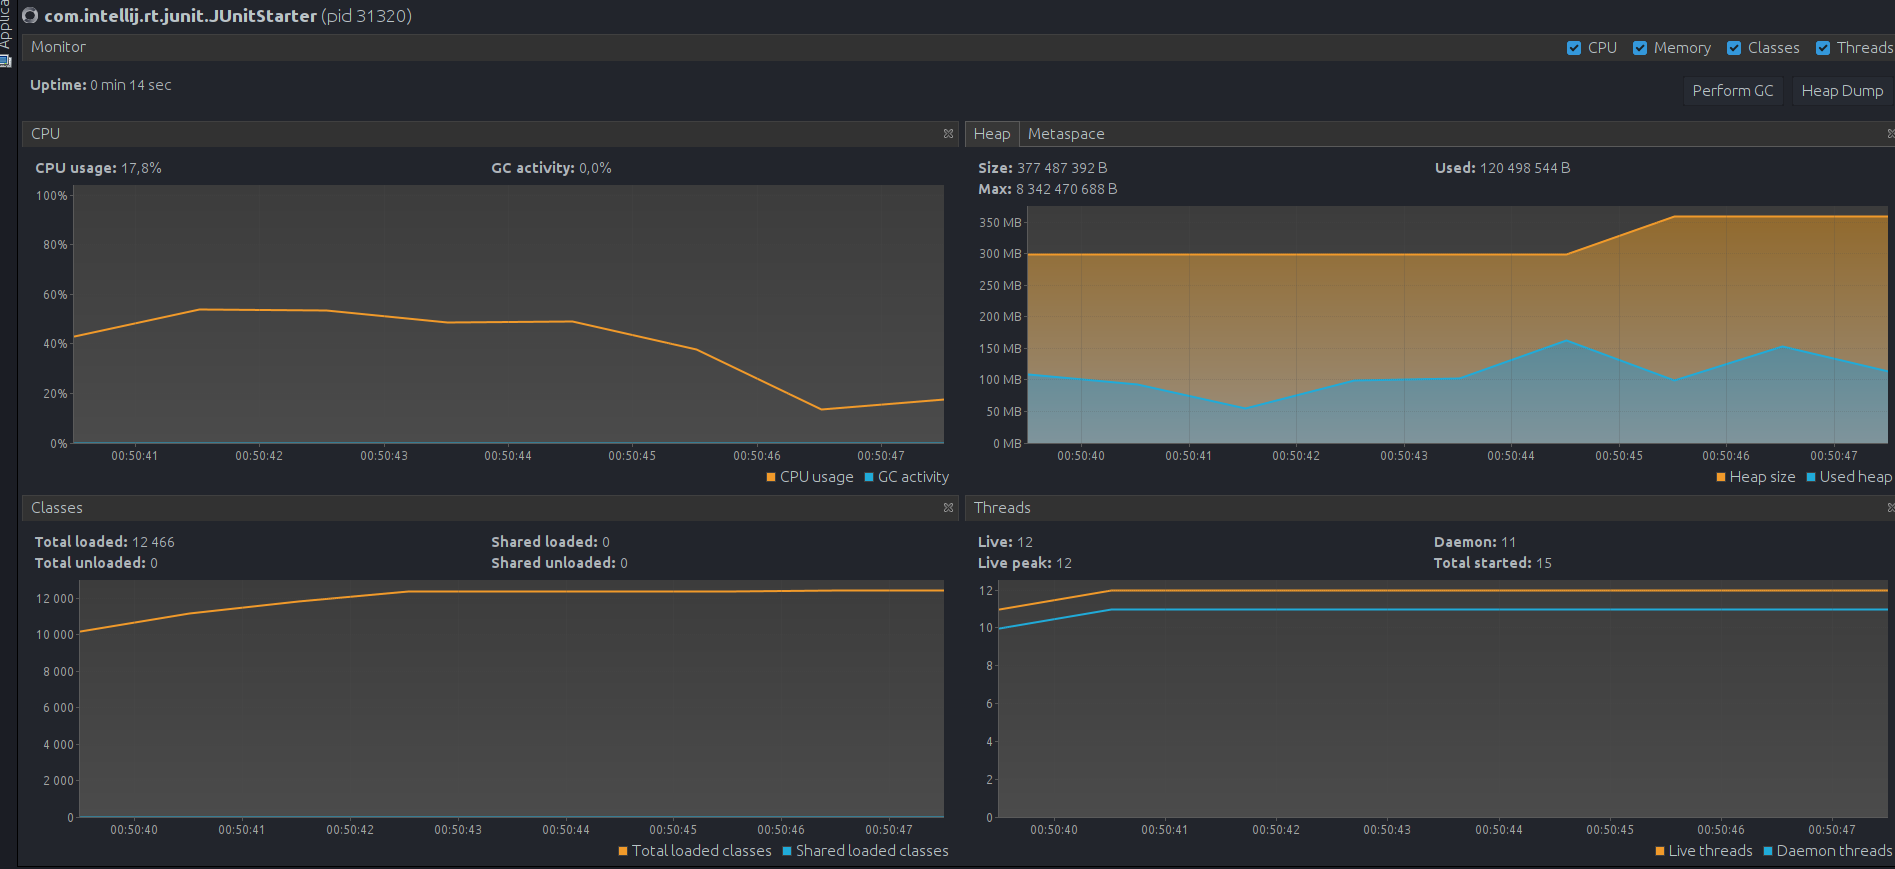 Applica
com.intellij.rt.junit.JUnitStarter (pid 31320)
Monitor
CPU Memory Classes Threads
Uptime: 0 min 14 sec
Perform GC Heap Dump
CPU
CPU usage: 17,8% GC activity: 0,0%
100%
80%
60%
40%
20%
0%
00:50:41 00:50:42 00:50:43 00:50:44 00:50:45 00:50:46 00:50:47
CPU usage GC activity
Heap Metaspace
Size: 377 487 392 B Used: 120 498 544 B
Max: 8 342 470 688 B
350 MB
300 MB
250 MB
200 MB
150 MB
100 MB
50 MB
0 MB
00:50:40 00:50:41 00:50:42 00:50:43 00:50:44 00:50:45 00:50:46 00:50:47
Heap size Used heap
Classes
Total loaded: 12 466 Shared loaded: 0
Total unloaded: 0 Shared unloaded: 0
12 000
10 000
8 000
6 000
4 000
2 000
0
00:50:40 00:50:41 00:50:42 00:50:43 00:50:44 00:50:45 00:50:46 00:50:47
Total loaded classes Shared loaded classes
Threads
Live: 12 Daemon: 11
Live peak: 12 Total started: 15
12
10
8
6
4
2
0
00:50:40 00:50:41 00:50:42 00:50:43 00:50:44 00:50:45 00:50:46 00:50:47
Live threads Daemon threads